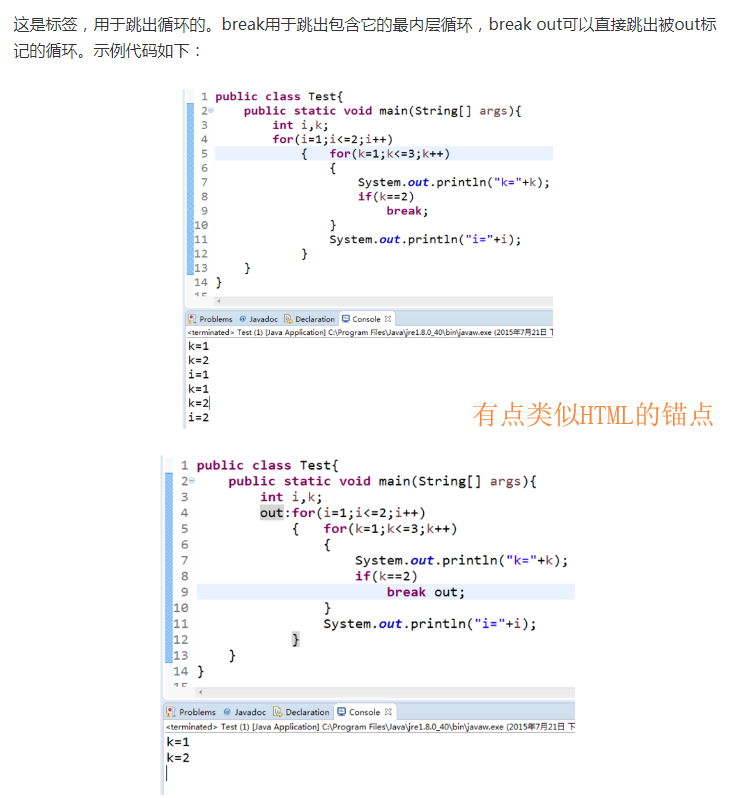 这是标签，用于跳出循环的。break用于跳出包含它的最内层循环，break out可以直接跳出被out标
记的循环。示例代码如下：
1 public class Test{
2 public static void main(String[] args){
3 int i,k;
4 for(i=1;i<=2;i++)
5 { for(k=1;k<=3;k++)
6 {
7 System.out.println("k="+k);
8 if(k==2)
9 break;
10 }
11 System.out.println("i="+i);
12 }
13 }
14 }
15
Problems @ Javadoc Declaration Console
<terminated> Test (1) [Java Application] C:\Program Files\Java\jre1.8.0_40\bin\javaw.exe (2015年7月21日 下
k=1
k=2
i=1
k=1
k=2
i=2
有点类似HTML的锚点
1 public class Test{
2 public static void main(String[] args){
3 int i,k;
4 out:for(i=1;i<=2;i++)
5 { for(k=1;k<=3;k++)
6 {
7 System.out.println("k="+k);
8 if(k==2)
9 break out;
10 }
11 System.out.println("i="+i);
12 }
13 }
14 }
15
Problems @ Javadoc Declaration Console
<terminated> Test (1) [Java Application] C:\Program Files\Java\jre1.8.0_40\bin\javaw.exe (2015年7月21日 下
k=1
k=2